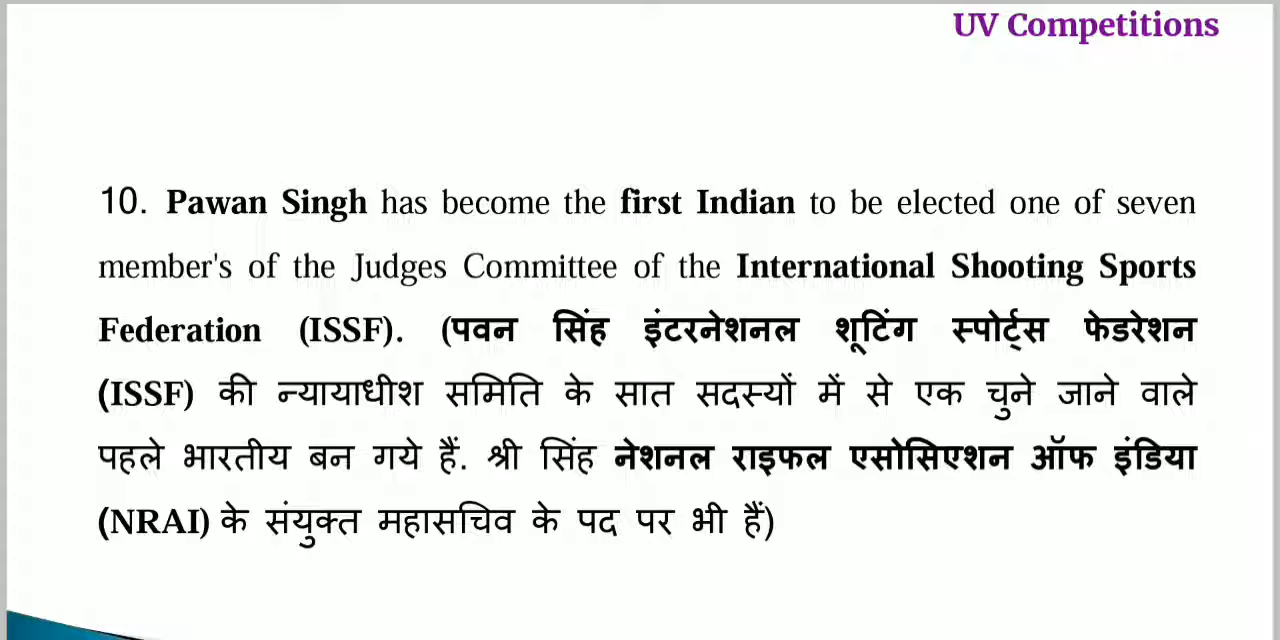 UV Competitions
10. Pawan Singh has become the first Indian to be elected one of seven
member's of the Judges Committee of the International Shooting Sports
Federation (ISSF). (पवन सिंह इंटरनेशनल शूटिंग स्पोर्ट्स फेडरेशन
(ISSF) की न्यायाधीश समिति के सात सदस्यों में से एक चुने जाने वाले
पहले भारतीय बन गये हैं. श्री सिंह नेशनल राइफल एसोसिएशन ऑफ इंडिया
(NRAI) के संयुक्त महासचिव के पद पर भी हैं)